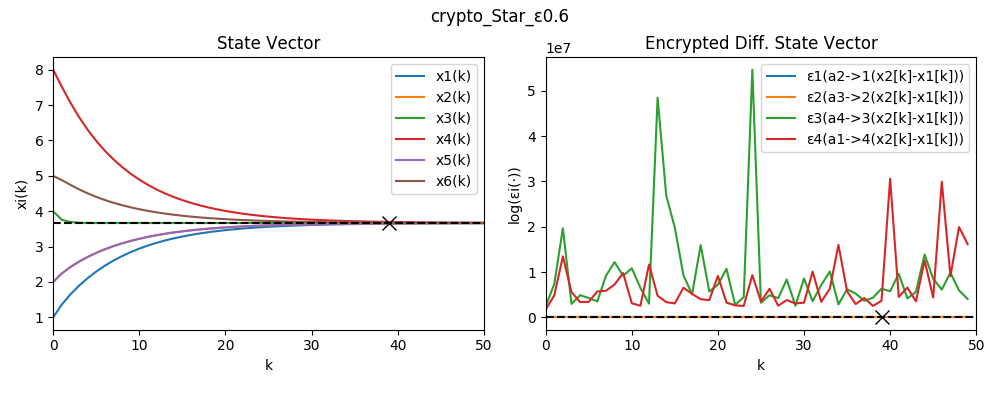 crypto_Star_ε0.6
State Vector
xi(k)
8
7
6
5
4
3
2
1
0 10 20 30 40 50
k
x1(k)
x2(k)
x3(k)
x4(k)
x5(k)
x6(k)
Encrypted Diff. State Vector
1e7
log(εi(·))
5
4
3
2
1
0
0 10 20 30 40 50
k
ε1(a2->1(x2[k]-x1[k]))
ε2(a3->2(x2[k]-x1[k]))
ε3(a4->3(x2[k]-x1[k]))
ε4(a1->4(x2[k]-x1[k]))